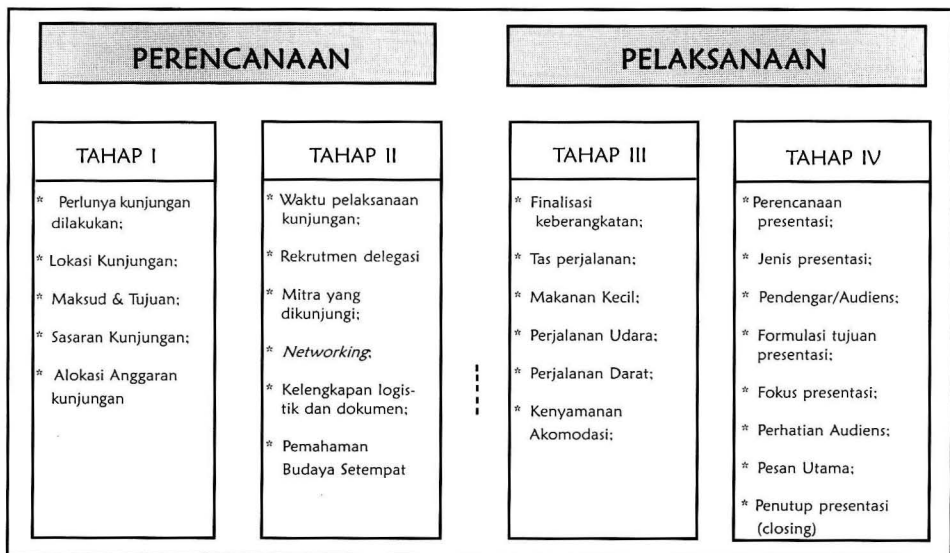 PERENCANAAN
PELAKSANAAN
TAHAP I
* Perlunya kunjungan
dilakukan;
* Lokasi Kunjungan;
* Maksud & Tujuan;
* Sasaran Kunjungan;
* Alokasi Anggaran
kunjungan
TAHAP II
* Waktu pelaksanaan
kunjungan;
* Rekrutmen delegasi
* Mitra yang
dikunjungi;
* Networking;
* Kelengkapan logis-
tik dan dokumen;
* Pemahaman
Budaya Setempat
TAHAP III
* Finalisasi
keberangkatan;
* Tas perjalanan;
* Makanan Kecil;
* Perjalanan Udara;
* Perjalanan Darat;
* Kenyamanan
Akomodasi;
TAHAP IV
* Perencanaan
presentasi;
* Jenis presentasi;
* Pendengar/Audiens;
* Formulasi tujuan
presentasi;
* Fokus presentasi;
* Perhatian Audiens;
* Pesan Utama;
* Penutup presentasi
(closing)